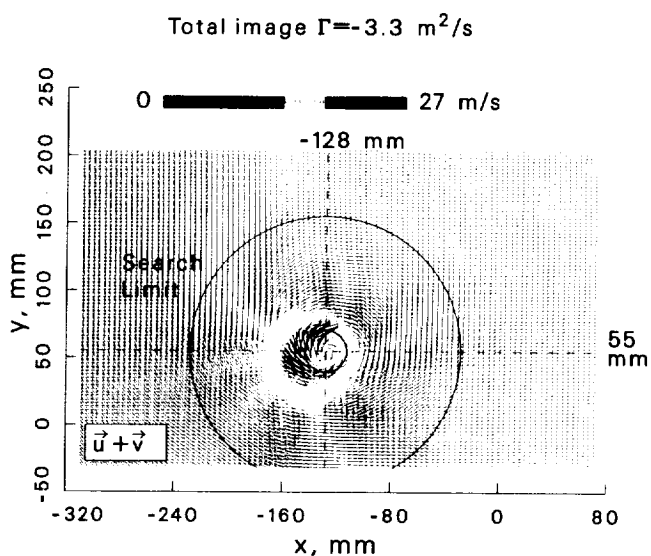 Total image Γ=-3.3 m²/s
0 27 m/s
-128 mm
250
200
150
100
50
0
-50
y, mm
Search
Limit
55
mm
u⃗+v⃗
-320 -240 -160 -80 0 80
x, mm